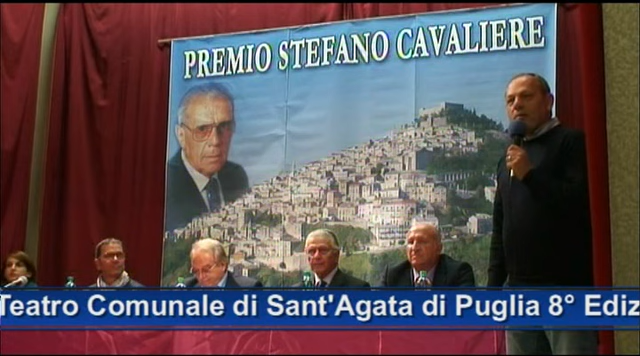 PREMIO STEFANO CAVALIERE
Teatro Comunale di Sant'Agata di Puglia 8° Ediz